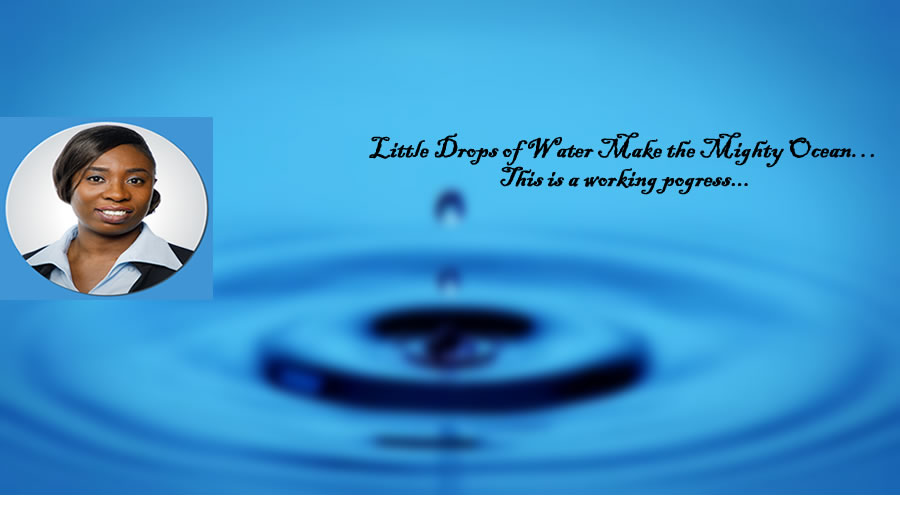 Little Drops of Water Make the Mighty Ocean...
This is a working pogress...